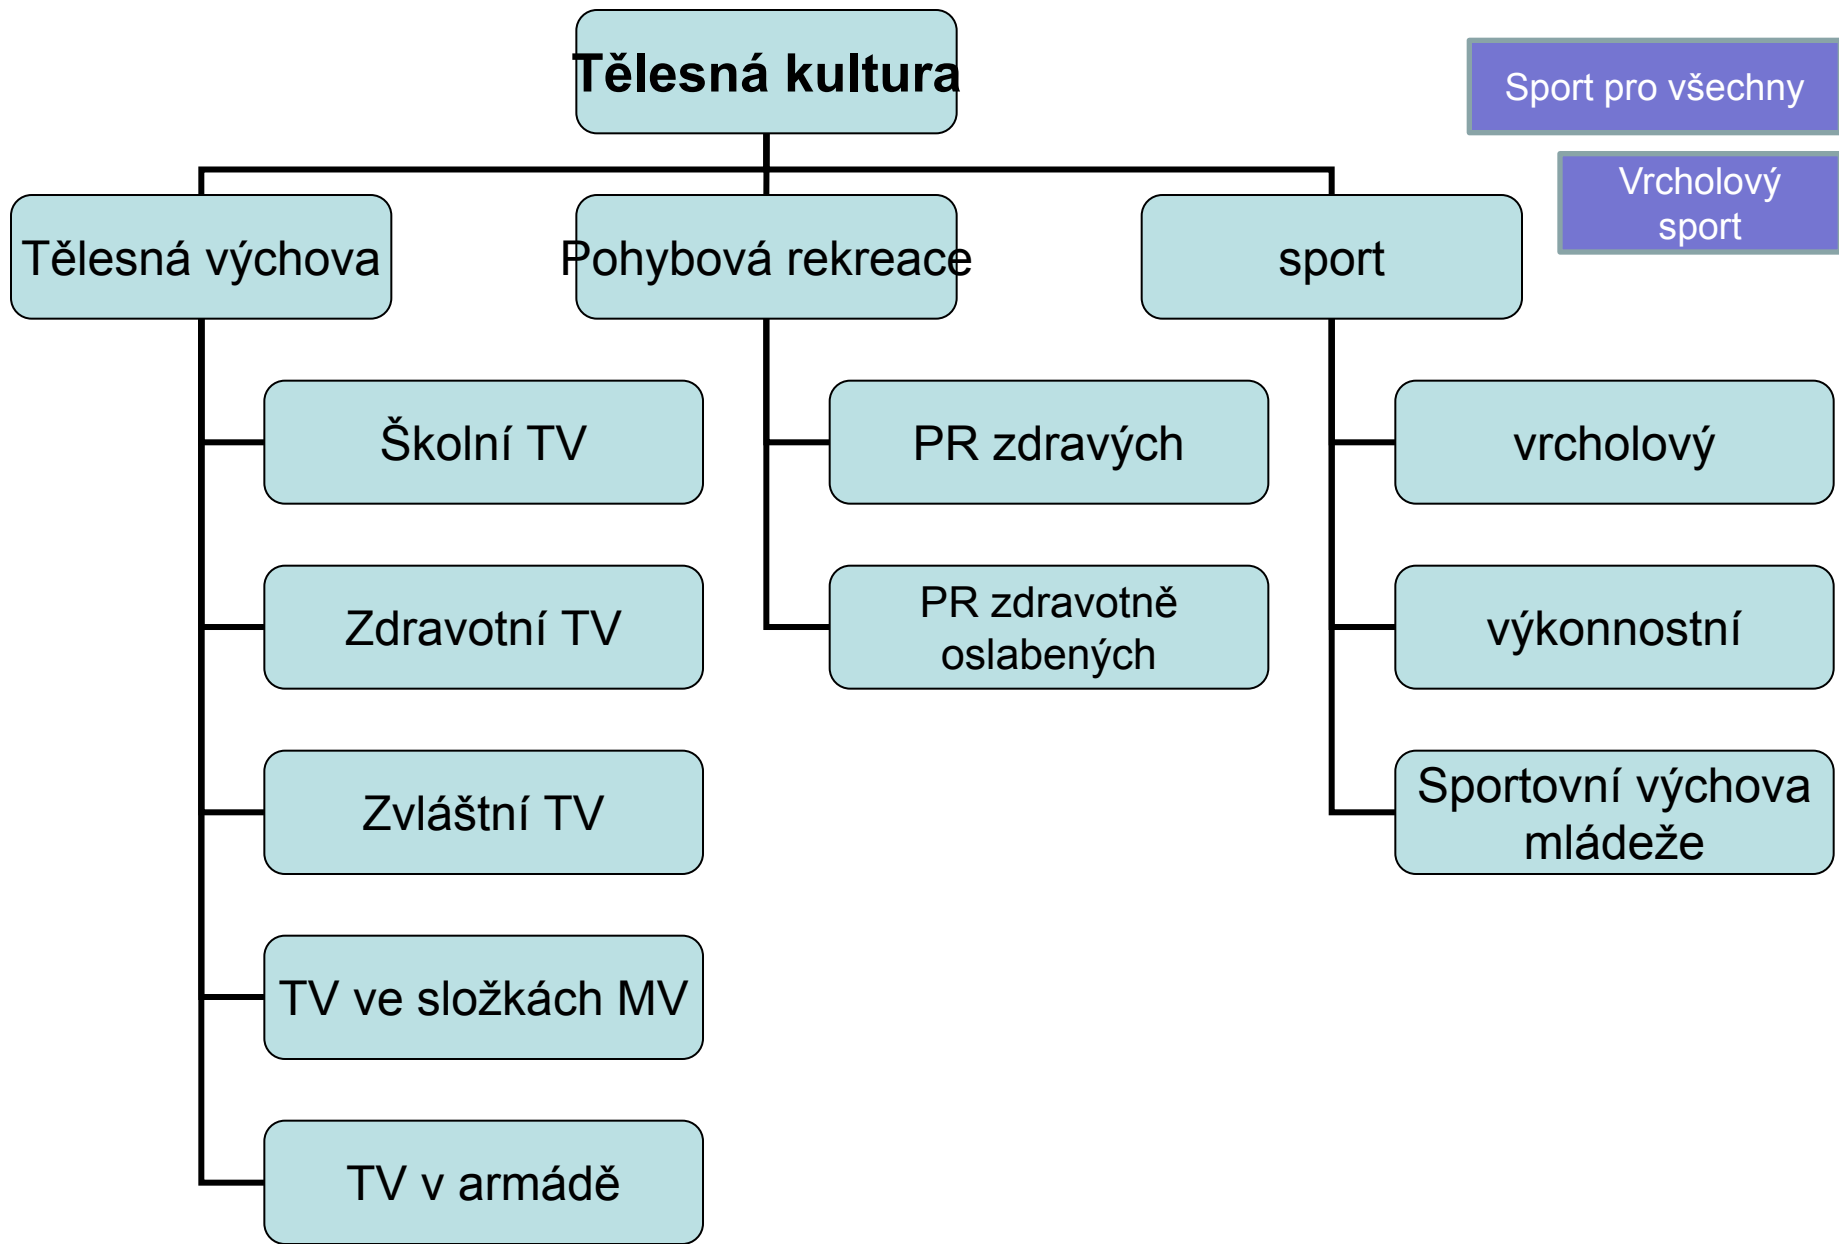 Tělesná kultura
Sport pro všechny
Vrcholový
sport
Tělesná výchova
Pohybová rekreace
sport
Školní TV
PR zdravých
vrcholový
Zdravotní TV
PR zdravotně
oslabených
výkonnostní
Zvláštní TV
Sportovní výchova
mládeže
TV ve složkách MV
TV v armádě